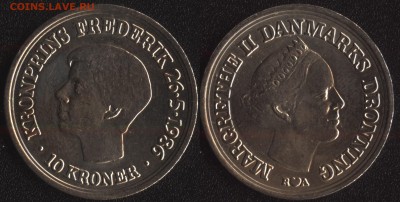 COINS.LAVE.RU
KRONPRINS FREDERIK 26·5·1986
· 10 KRONER ·
MARGRETHE II DANMARKS DRONNING